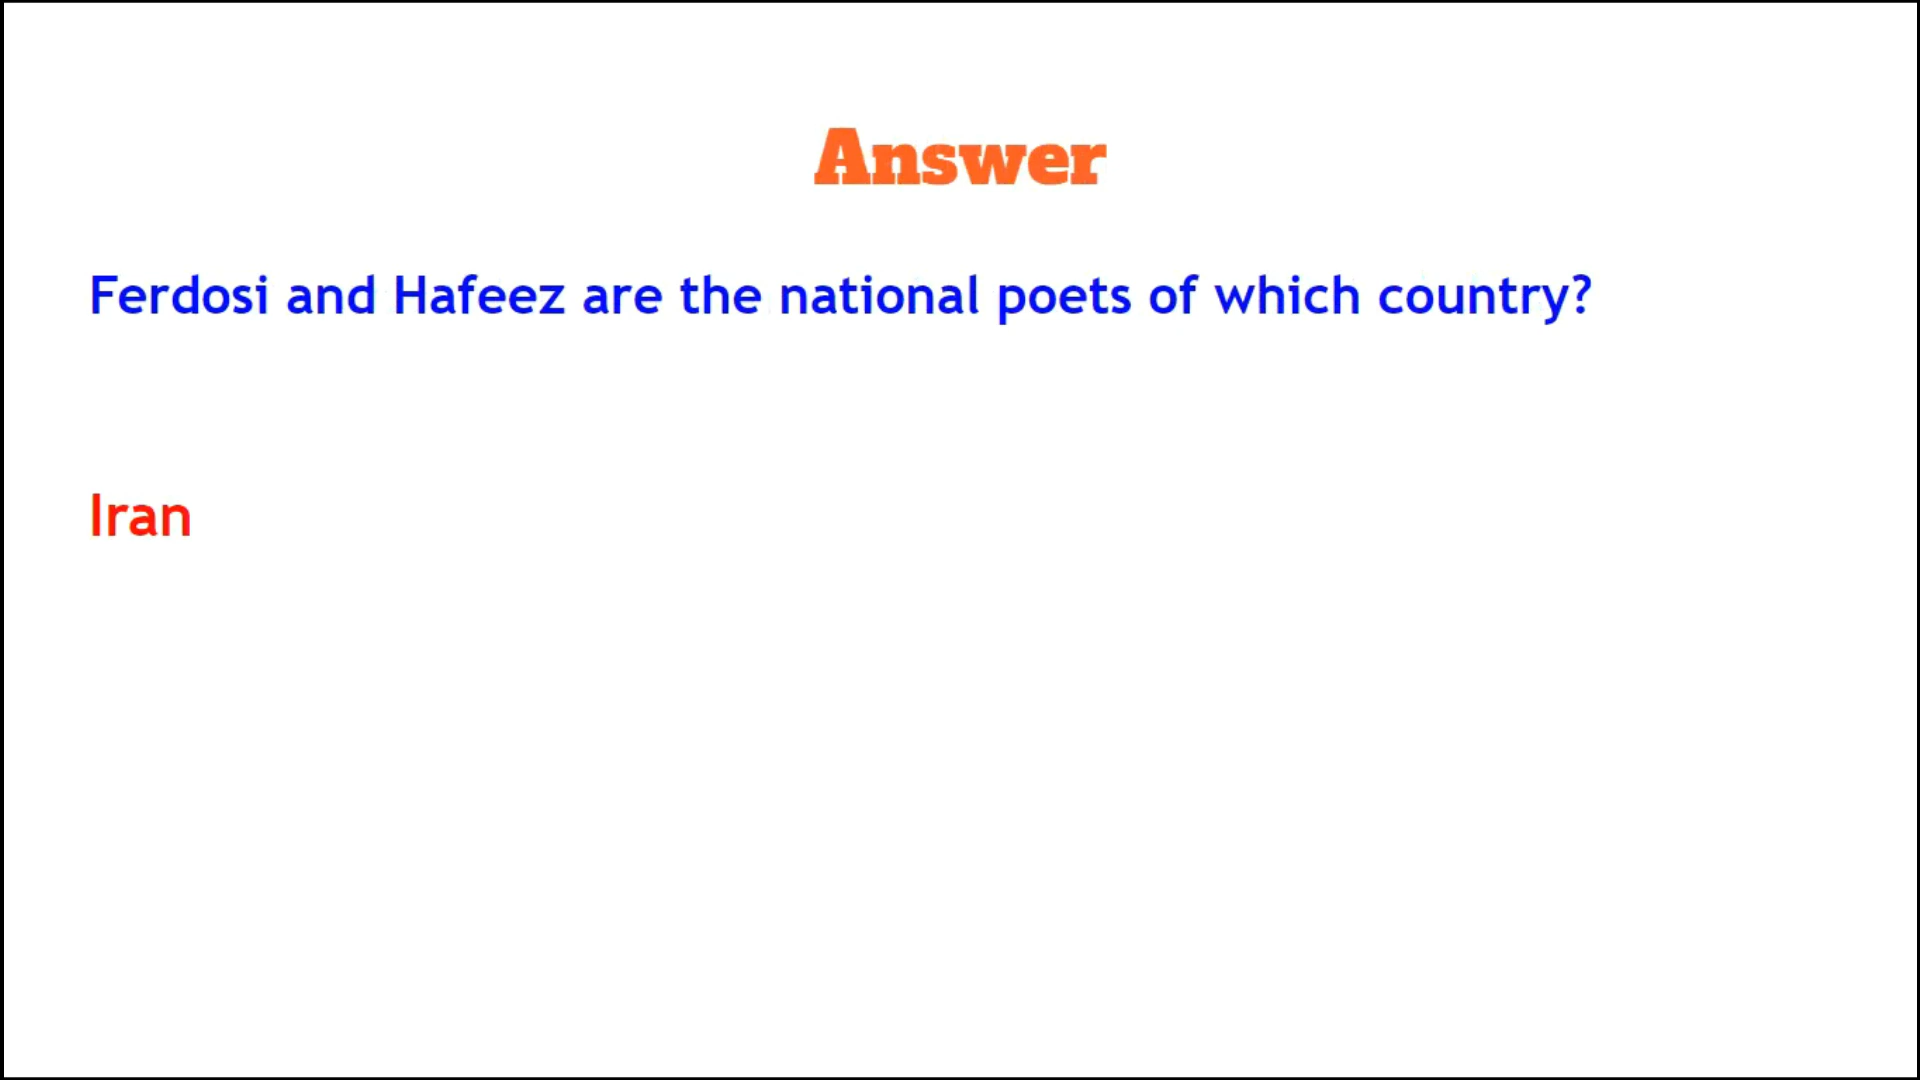 Answer
Ferdosi and Hafeez are the national poets of which country?
Iran